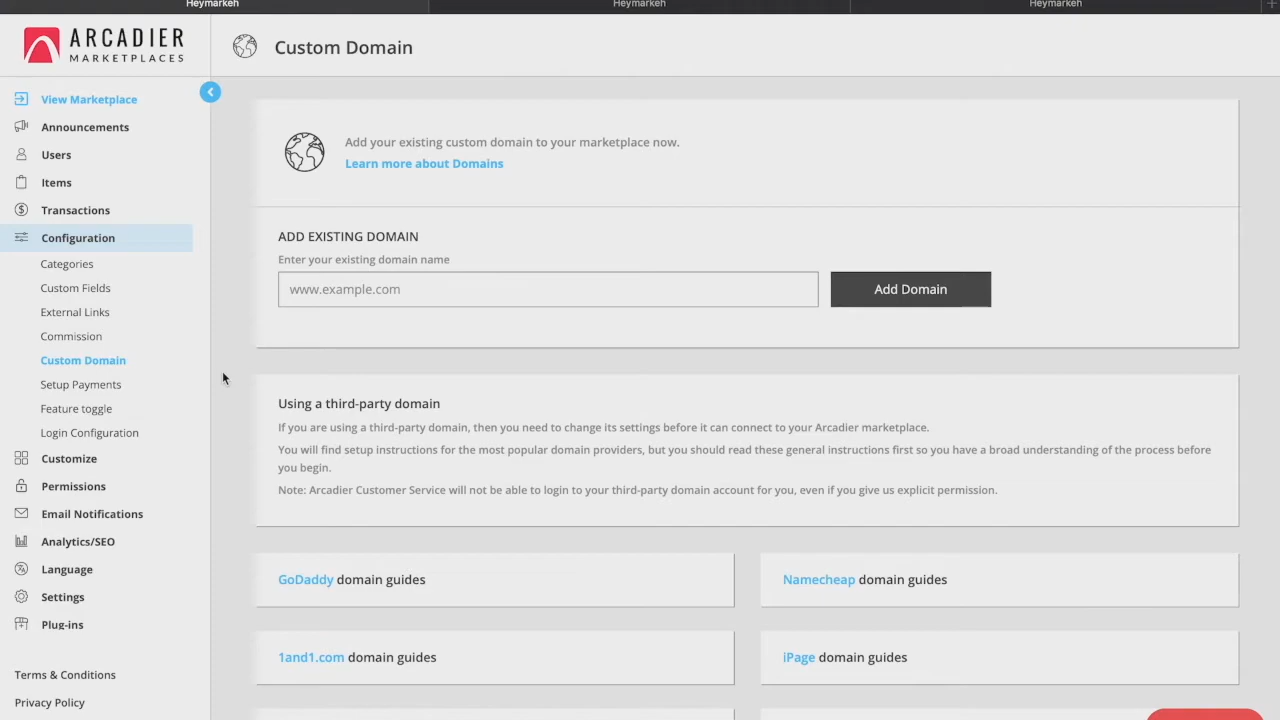 Heymarkeh
Heymarkeh
Heymarkeh
ARCADIER
MARKETPLACES
Custom Domain
View Marketplace
Announcements
Users
Items
Transactions
Configuration
Categories
Custom Fields
External Links
Commission
Custom Domain
Setup Payments
Feature toggle
Login Configuration
Customize
Permissions
Email Notifications
Analytics/SEO
Language
Settings
Plug-ins
Terms & Conditions
Privacy Policy
Add your existing custom domain to your marketplace now.
Learn more about Domains
ADD EXISTING DOMAIN
Enter your existing domain name
www.example.com
Add Domain
Using a third-party domain
If you are using a third-party domain, then you need to change its settings before it can connect to your Arcadier marketplace.
You will find setup instructions for the most popular domain providers, but you should read these general instructions first so you have a broad understanding of the process before
you begin.
Note: Arcadier Customer Service will not be able to login to your third-party domain account for you, even if you give us explicit permission.
GoDaddy domain guides
Namecheap domain guides
1and1.com domain guides
iPage domain guides